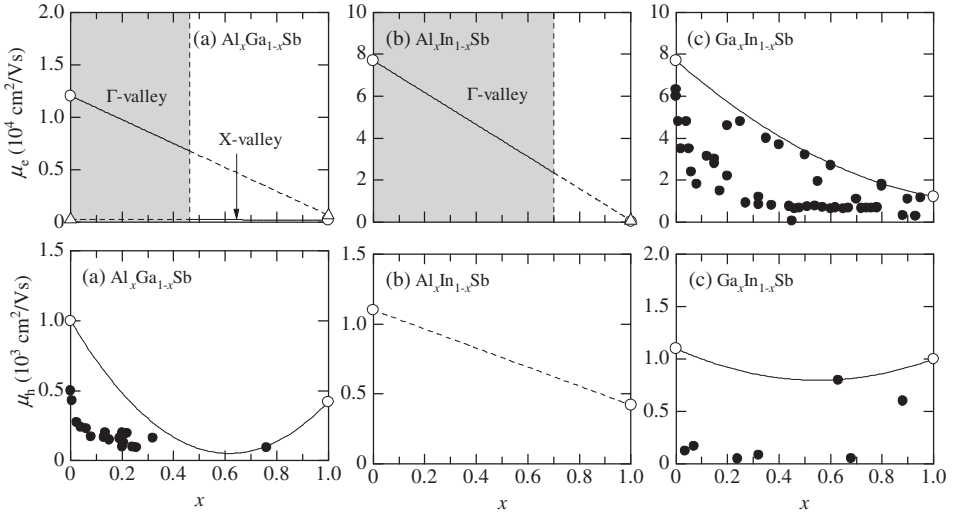 (a) AlₓGa₁₋ₓSb
(b) AlₓIn₁₋ₓSb
(c) GaₓIn₁₋ₓSb
Γ-valley
Γ-valley
X-valley
μₑ (10⁴ cm²/Vs)
2.0
1.5
1.0
0.5
0
10
8
6
4
2
0
10
8
6
4
2
0
(a) AlₓGa₁₋ₓSb
(b) AlₓIn₁₋ₓSb
(c) GaₓIn₁₋ₓSb
μₕ (10³ cm²/Vs)
1.5
1.0
0.5
0
1.5
1.0
0.5
0
2.0
1.5
1.0
0.5
0
0 0.2 0.4 0.6 0.8 1.0
0 0.2 0.4 0.6 0.8 1.0
0 0.2 0.4 0.6 0.8 1.0
x
x
x